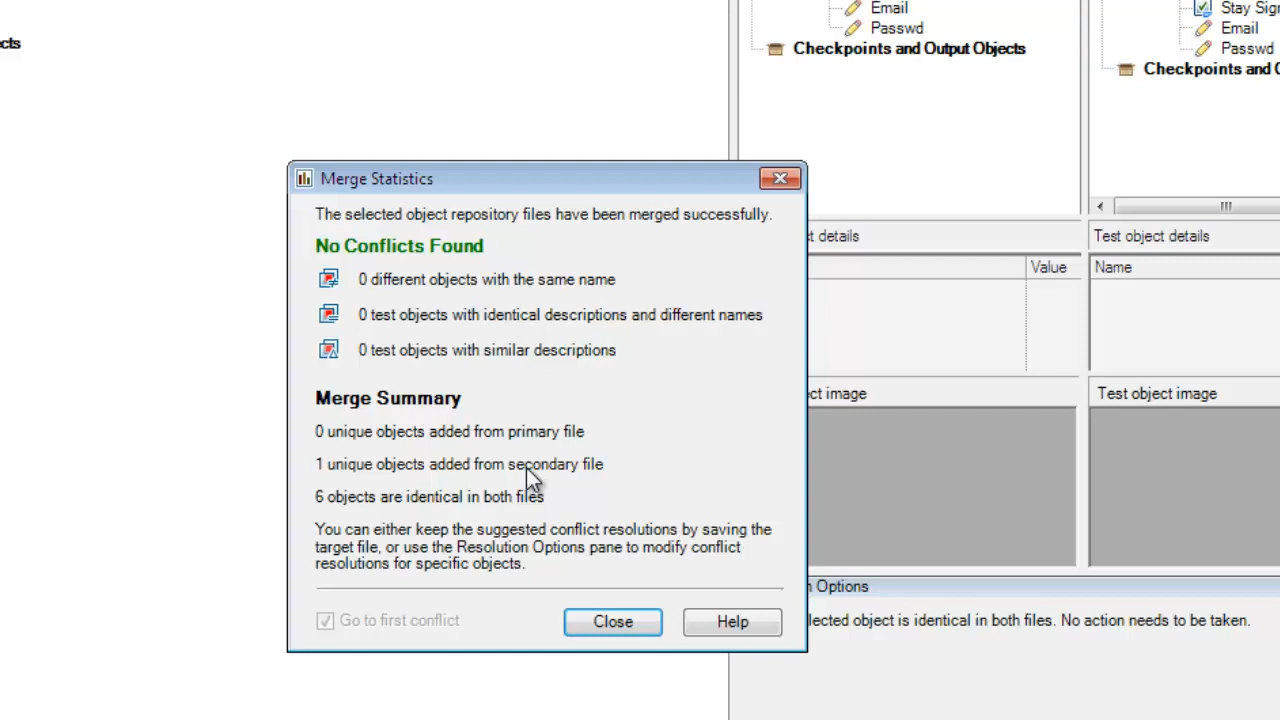 Email
Passwd
Checkpoints and Output Objects
Email
Passwd
Checkpoints and
Merge Statistics
The selected object repository files have been merged successfully.
No Conflicts Found
0 different objects with the same name
0 test objects with identical descriptions and different names
0 test objects with similar descriptions
Merge Summary
0 unique objects added from primary file
1 unique objects added from secondary file
6 objects are identical in both files
You can either keep the suggested conflict resolutions by saving the
target file, or use the Resolution Options pane to modify conflict
resolutions for specific objects.
Go to first conflict
Close
Help
details
Value
image
Test object details
Name
Test object image
Options
object is identical in both files. No action needs to be taken.